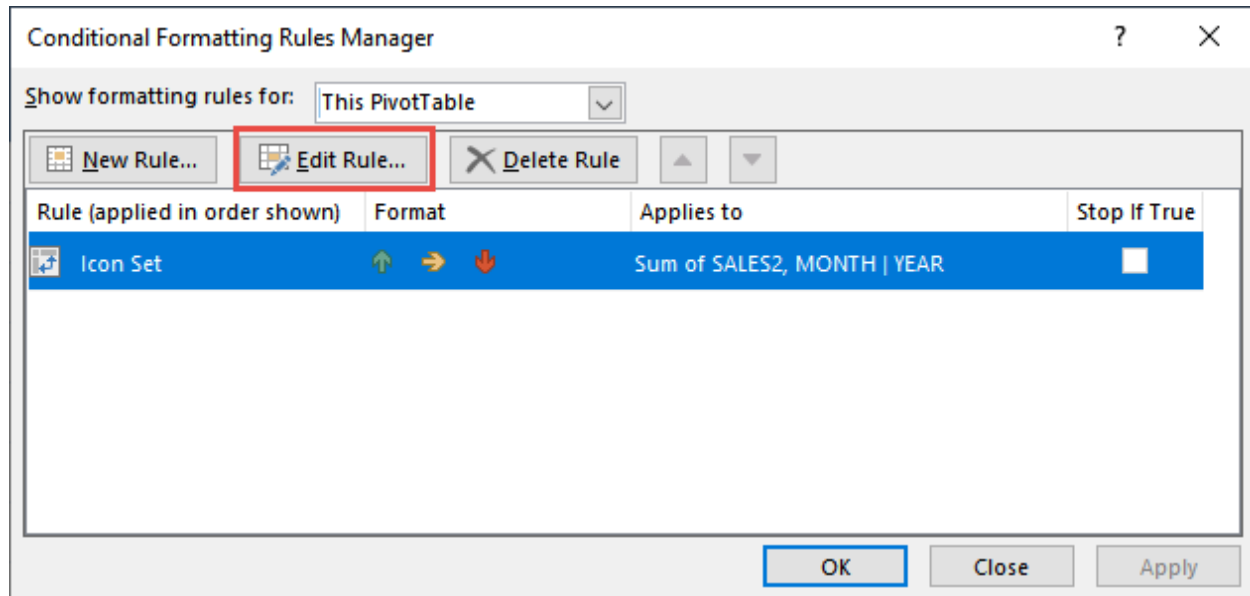 Conditional Formatting Rules Manager ?
Show formatting rules for: This PivotTable
New Rule... Edit Rule... Delete Rule
Rule (applied in order shown) Format Applies to Stop If True
Icon Set Sum of SALES2, MONTH | YEAR
OK Close Apply